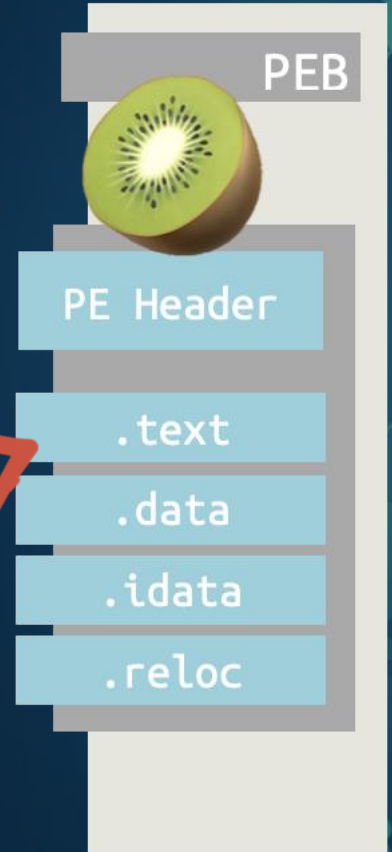 PEB
PE Header
.text
.data
.idata
.reloc